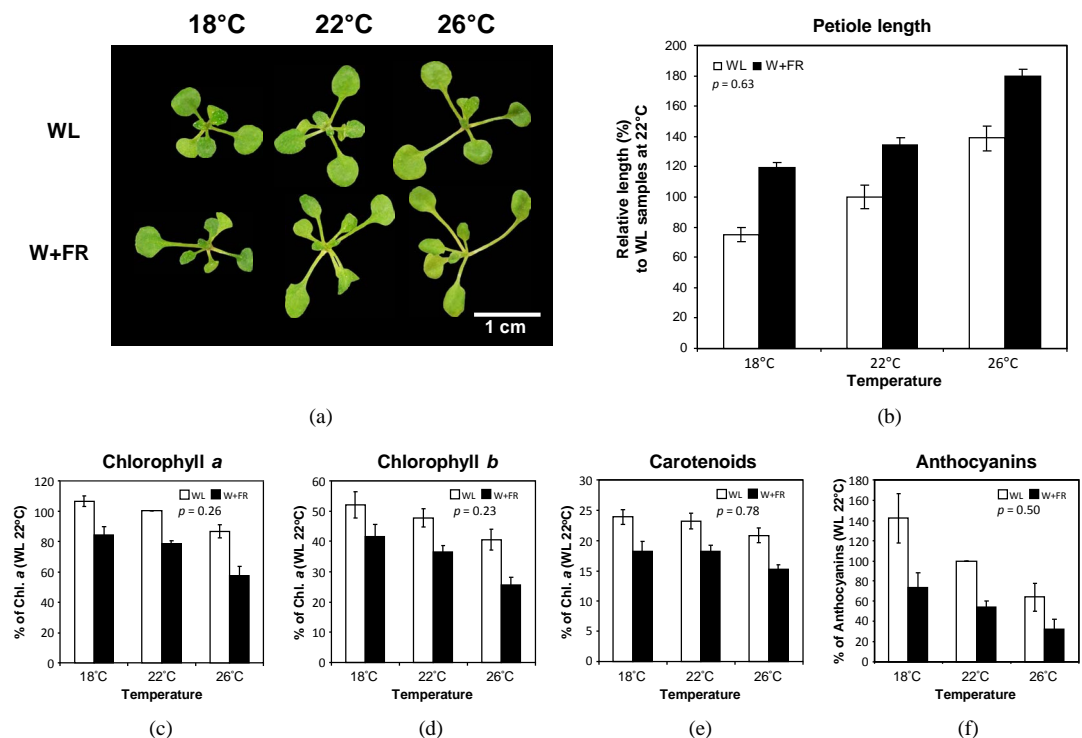 18°C 22°C 26°C
WL
W+FR
1 cm
(a)
Petiole length
Relative length (%)
to WL samples at 22°C
200
180
160
140
120
100
80
60
40
20
0
WL W+FR
p = 0.63
18°C 22°C 26°C
Temperature
(b)
Chlorophyll a
% of Chl. a (WL 22°C)
120
100
80
60
40
20
0
WL W+FR
p = 0.26
18°C 22°C 26°C
Temperature
(c)
Chlorophyll b
% of Chl. a (WL 22°C)
60
50
40
30
20
10
0
WL W+FR
p = 0.23
18°C 22°C 26°C
Temperature
(d)
Carotenoids
% of Chl. a (WL 22°C)
30
25
20
15
10
5
0
WL W+FR
p = 0.78
18°C 22°C 26°C
Temperature
(e)
Anthocyanins
% of Anthocyanins (WL 22°C)
180
160
140
120
100
80
60
40
20
0
WL W+FR
p = 0.50
18°C 22°C 26°C
Temperature
(f)